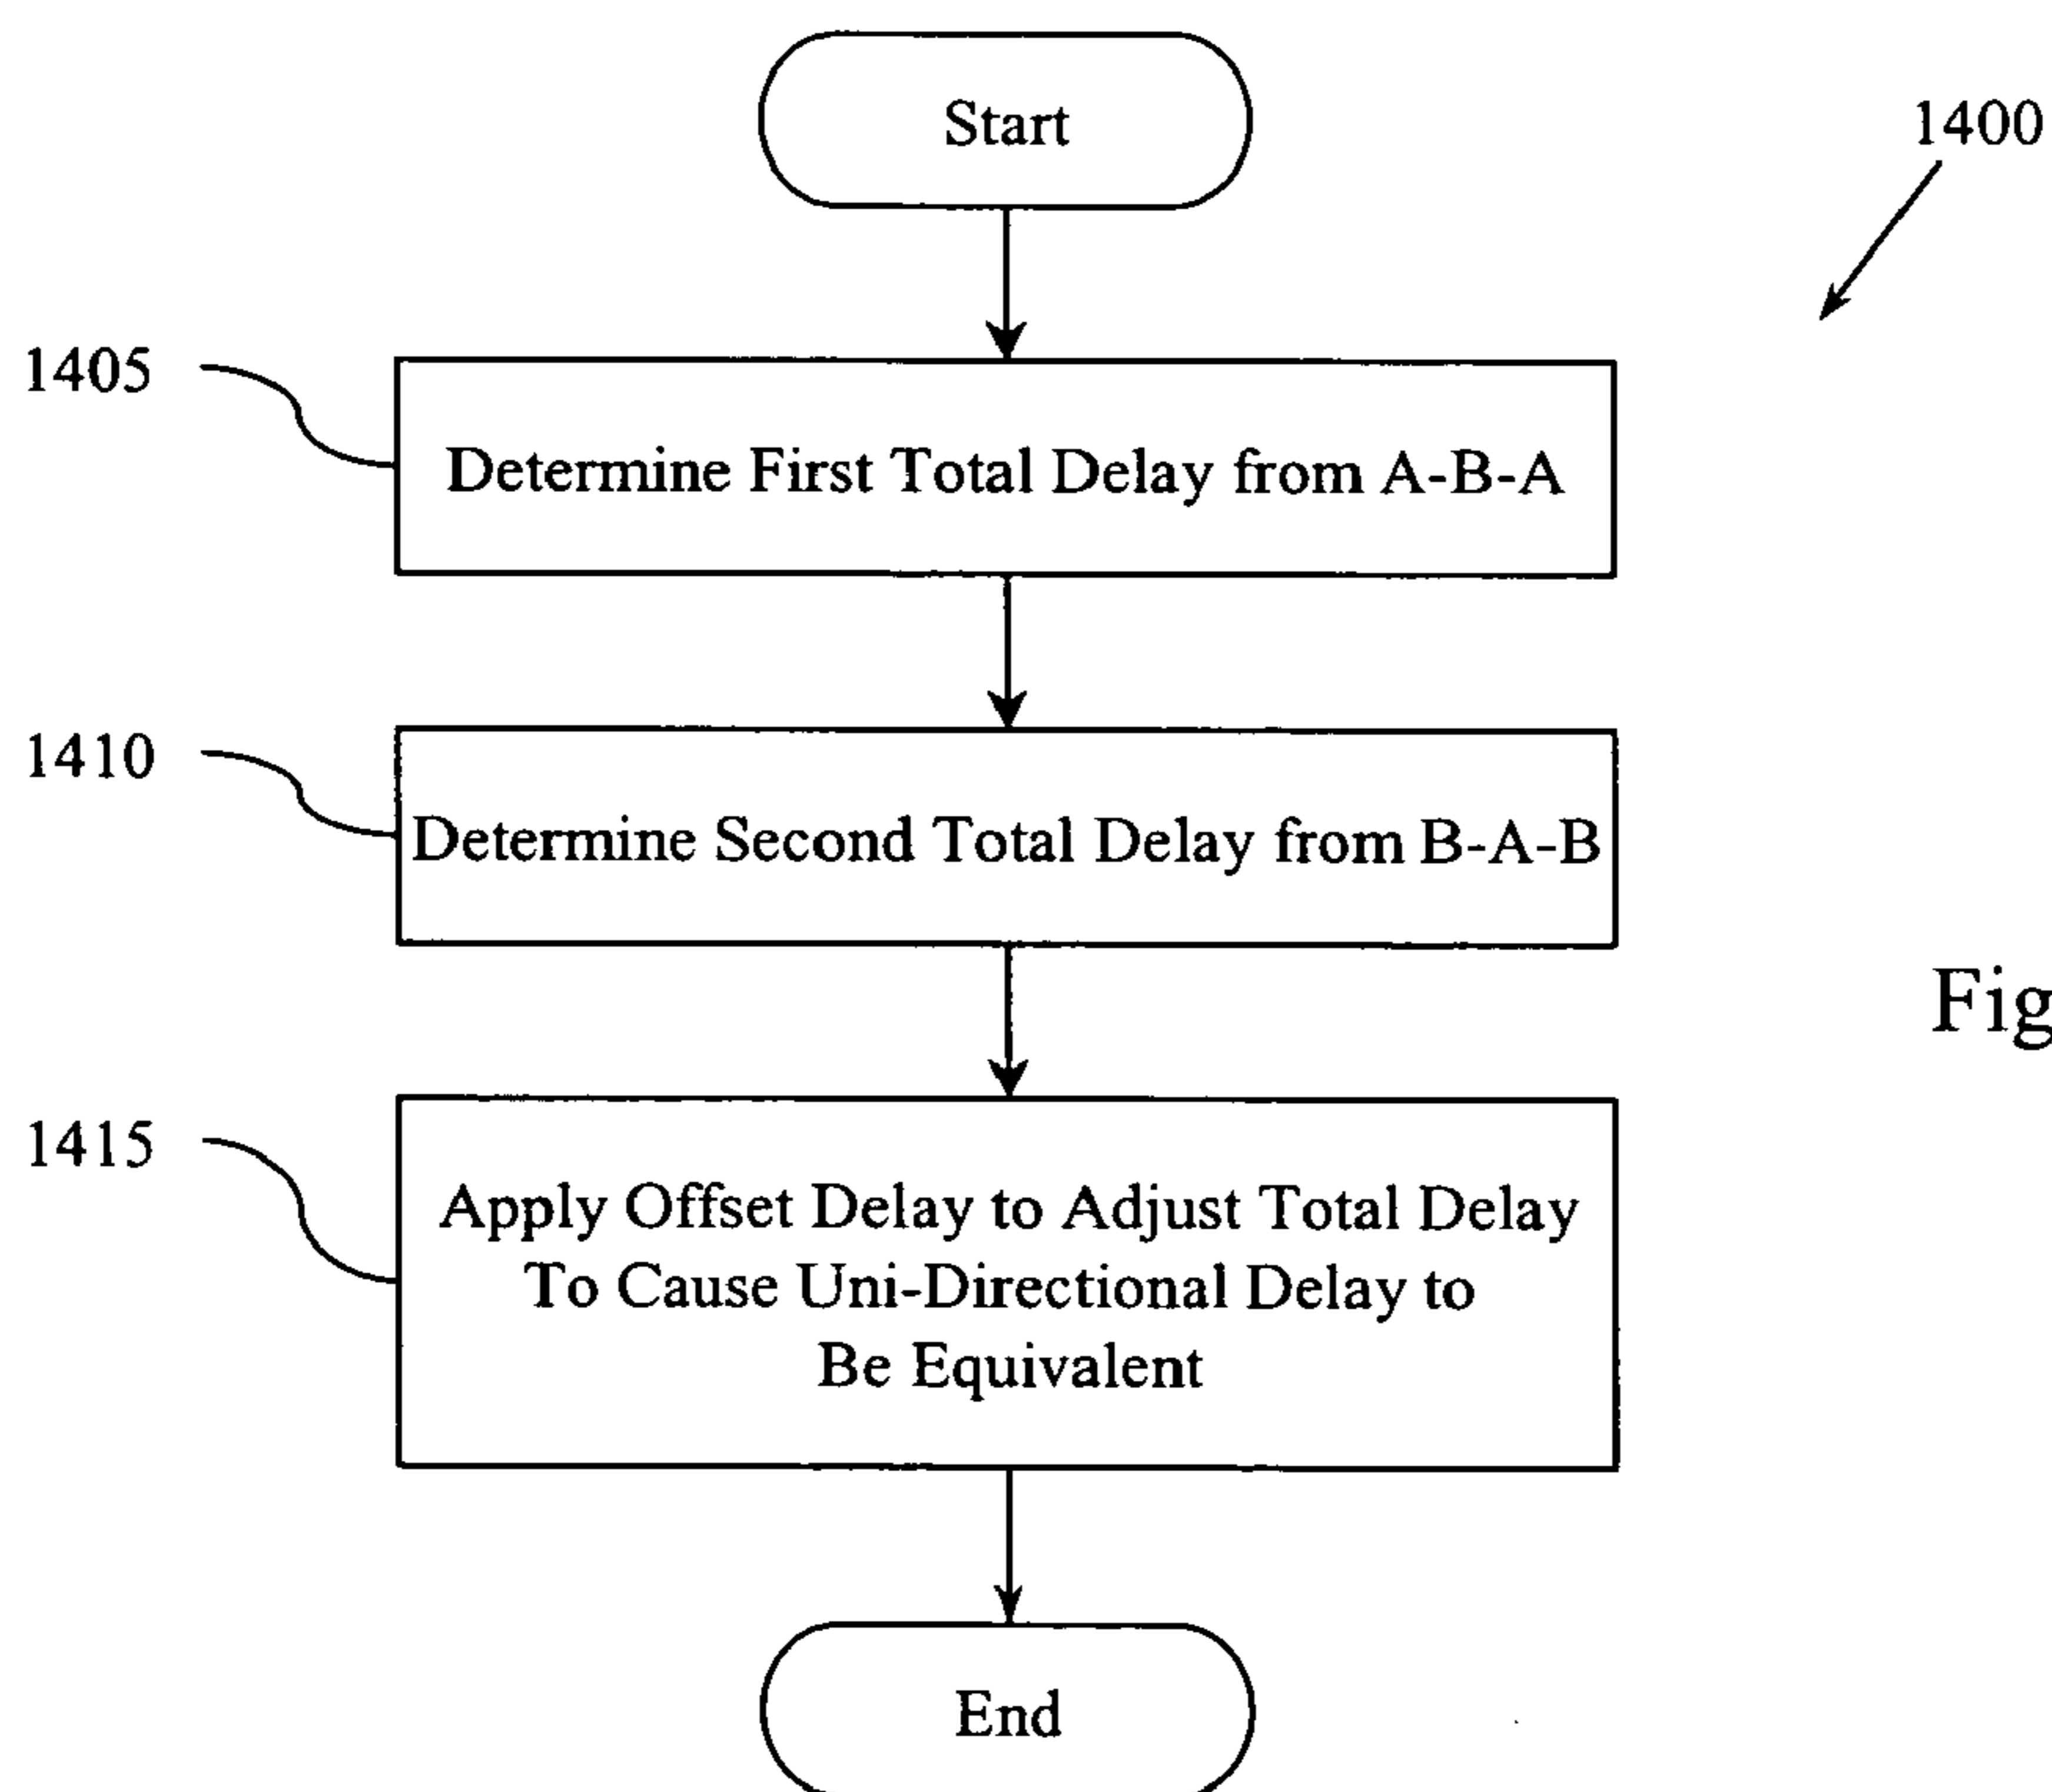 Start
1400
1405
Determine First Total Delay from A-B-A
1410
Determine Second Total Delay from B-A-B
Fig
1415
Apply Offset Delay to Adjust Total Delay
To Cause Uni-Directional Delay to
Be Equivalent
End